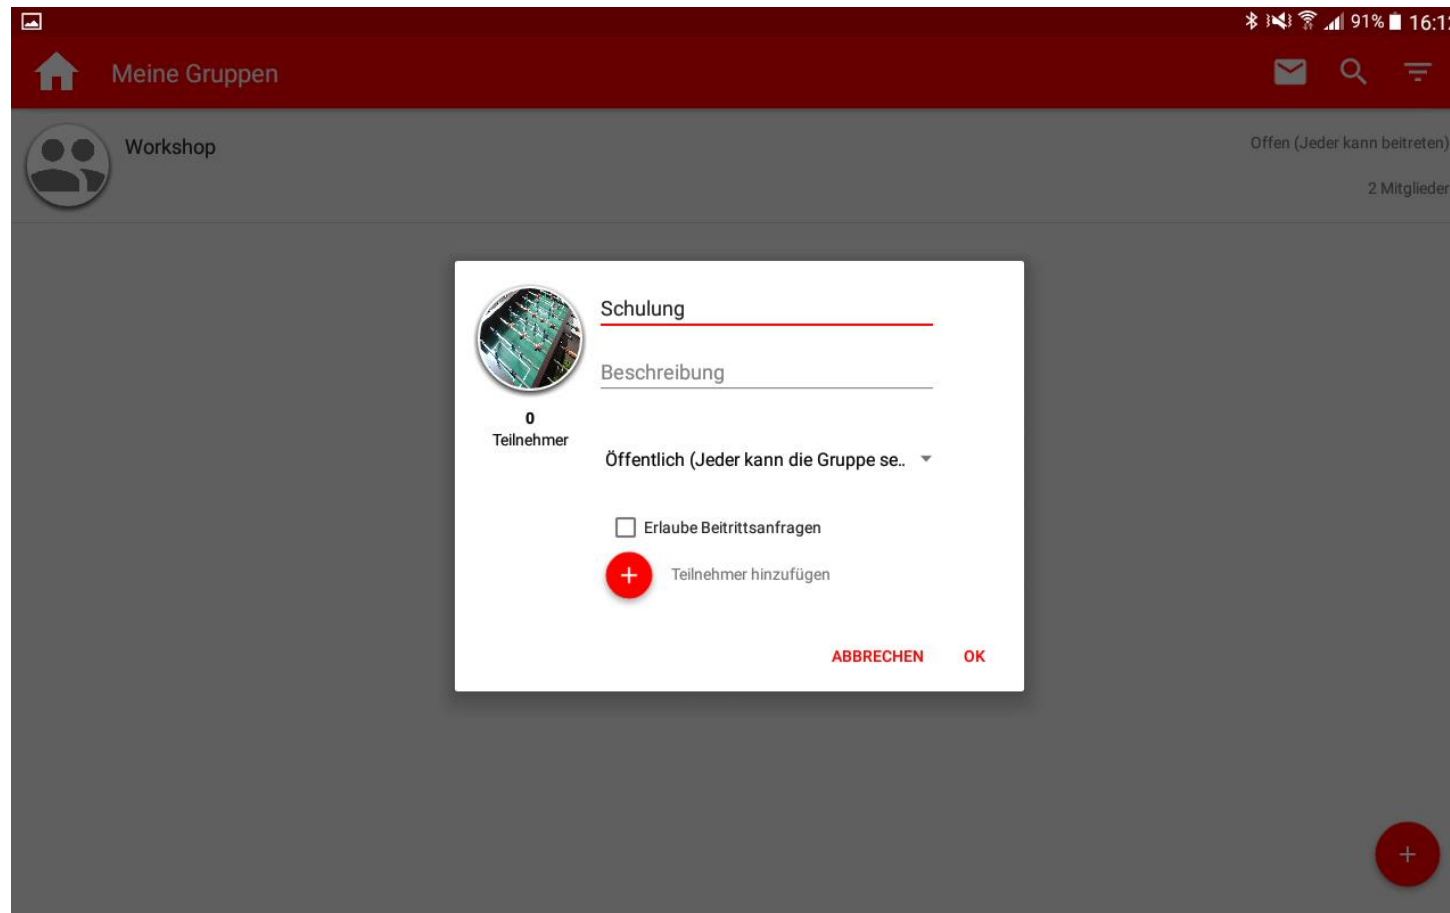 91% 16:1
Meine Gruppen
Workshop
Offen (Jeder kann beitreten)
2 Mitglieder
Schulung
Beschreibung
0
Teilnehmer
Öffentlich (Jeder kann die Gruppe se..
Erlaube Beitrittsanfragen
Teilnehmer hinzufügen
ABBRECHEN OK